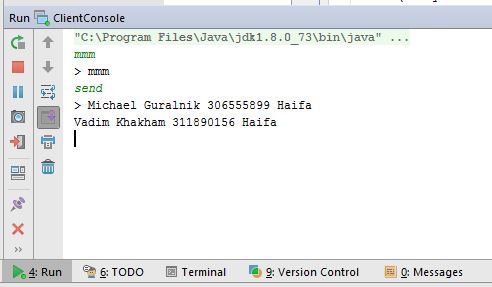 Run ClientConsole
"C:\Program Files\Java\jdk1.8.0_73\bin\java" ...
mmm
> mmm
send
> Michael Guralnik 306555899 Haifa
Vadim Khakham 311890156 Haifa
4: Run 6: TODO Terminal 9: Version Control 0: Messages